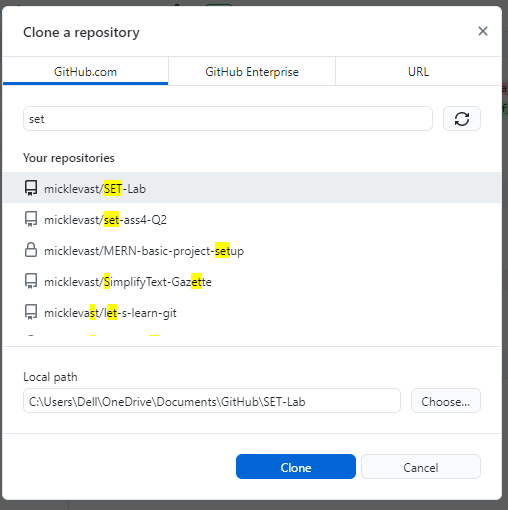 Clone a repository
GitHub.com
GitHub Enterprise
URL
set
Your repositories
micklevast/SET-Lab
micklevast/set-ass4-Q2
micklevast/MERN-basic-project-setup
micklevast/SimplifyText-Gazette
micklevast/let-s-learn-git
Local path
C:\Users\Dell\OneDrive\Documents\GitHub\SET-Lab
Choose...
Clone
Cancel